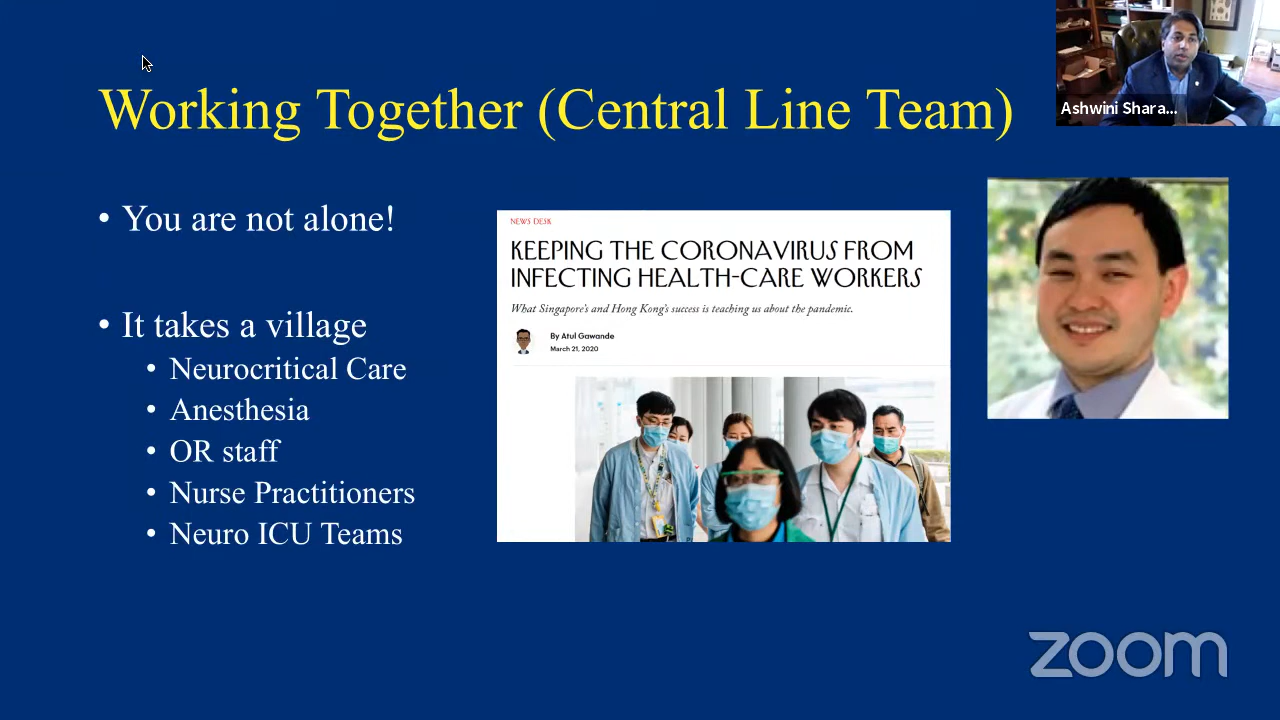 Working Together (Central Line Team)
Ashwini Shara...
• You are not alone!
• It takes a village
• Neurocritical Care
• Anesthesia
• OR staff
• Nurse Practitioners
• Neuro ICU Teams
NEWS DESK
KEEPING THE CORONAVIRUS FROM
INFECTING HEALTH-CARE WORKERS
What Singapore's and Hong Kong's success is teaching us about the pandemic.
By Atul Gawande
March 21, 2020
zoom